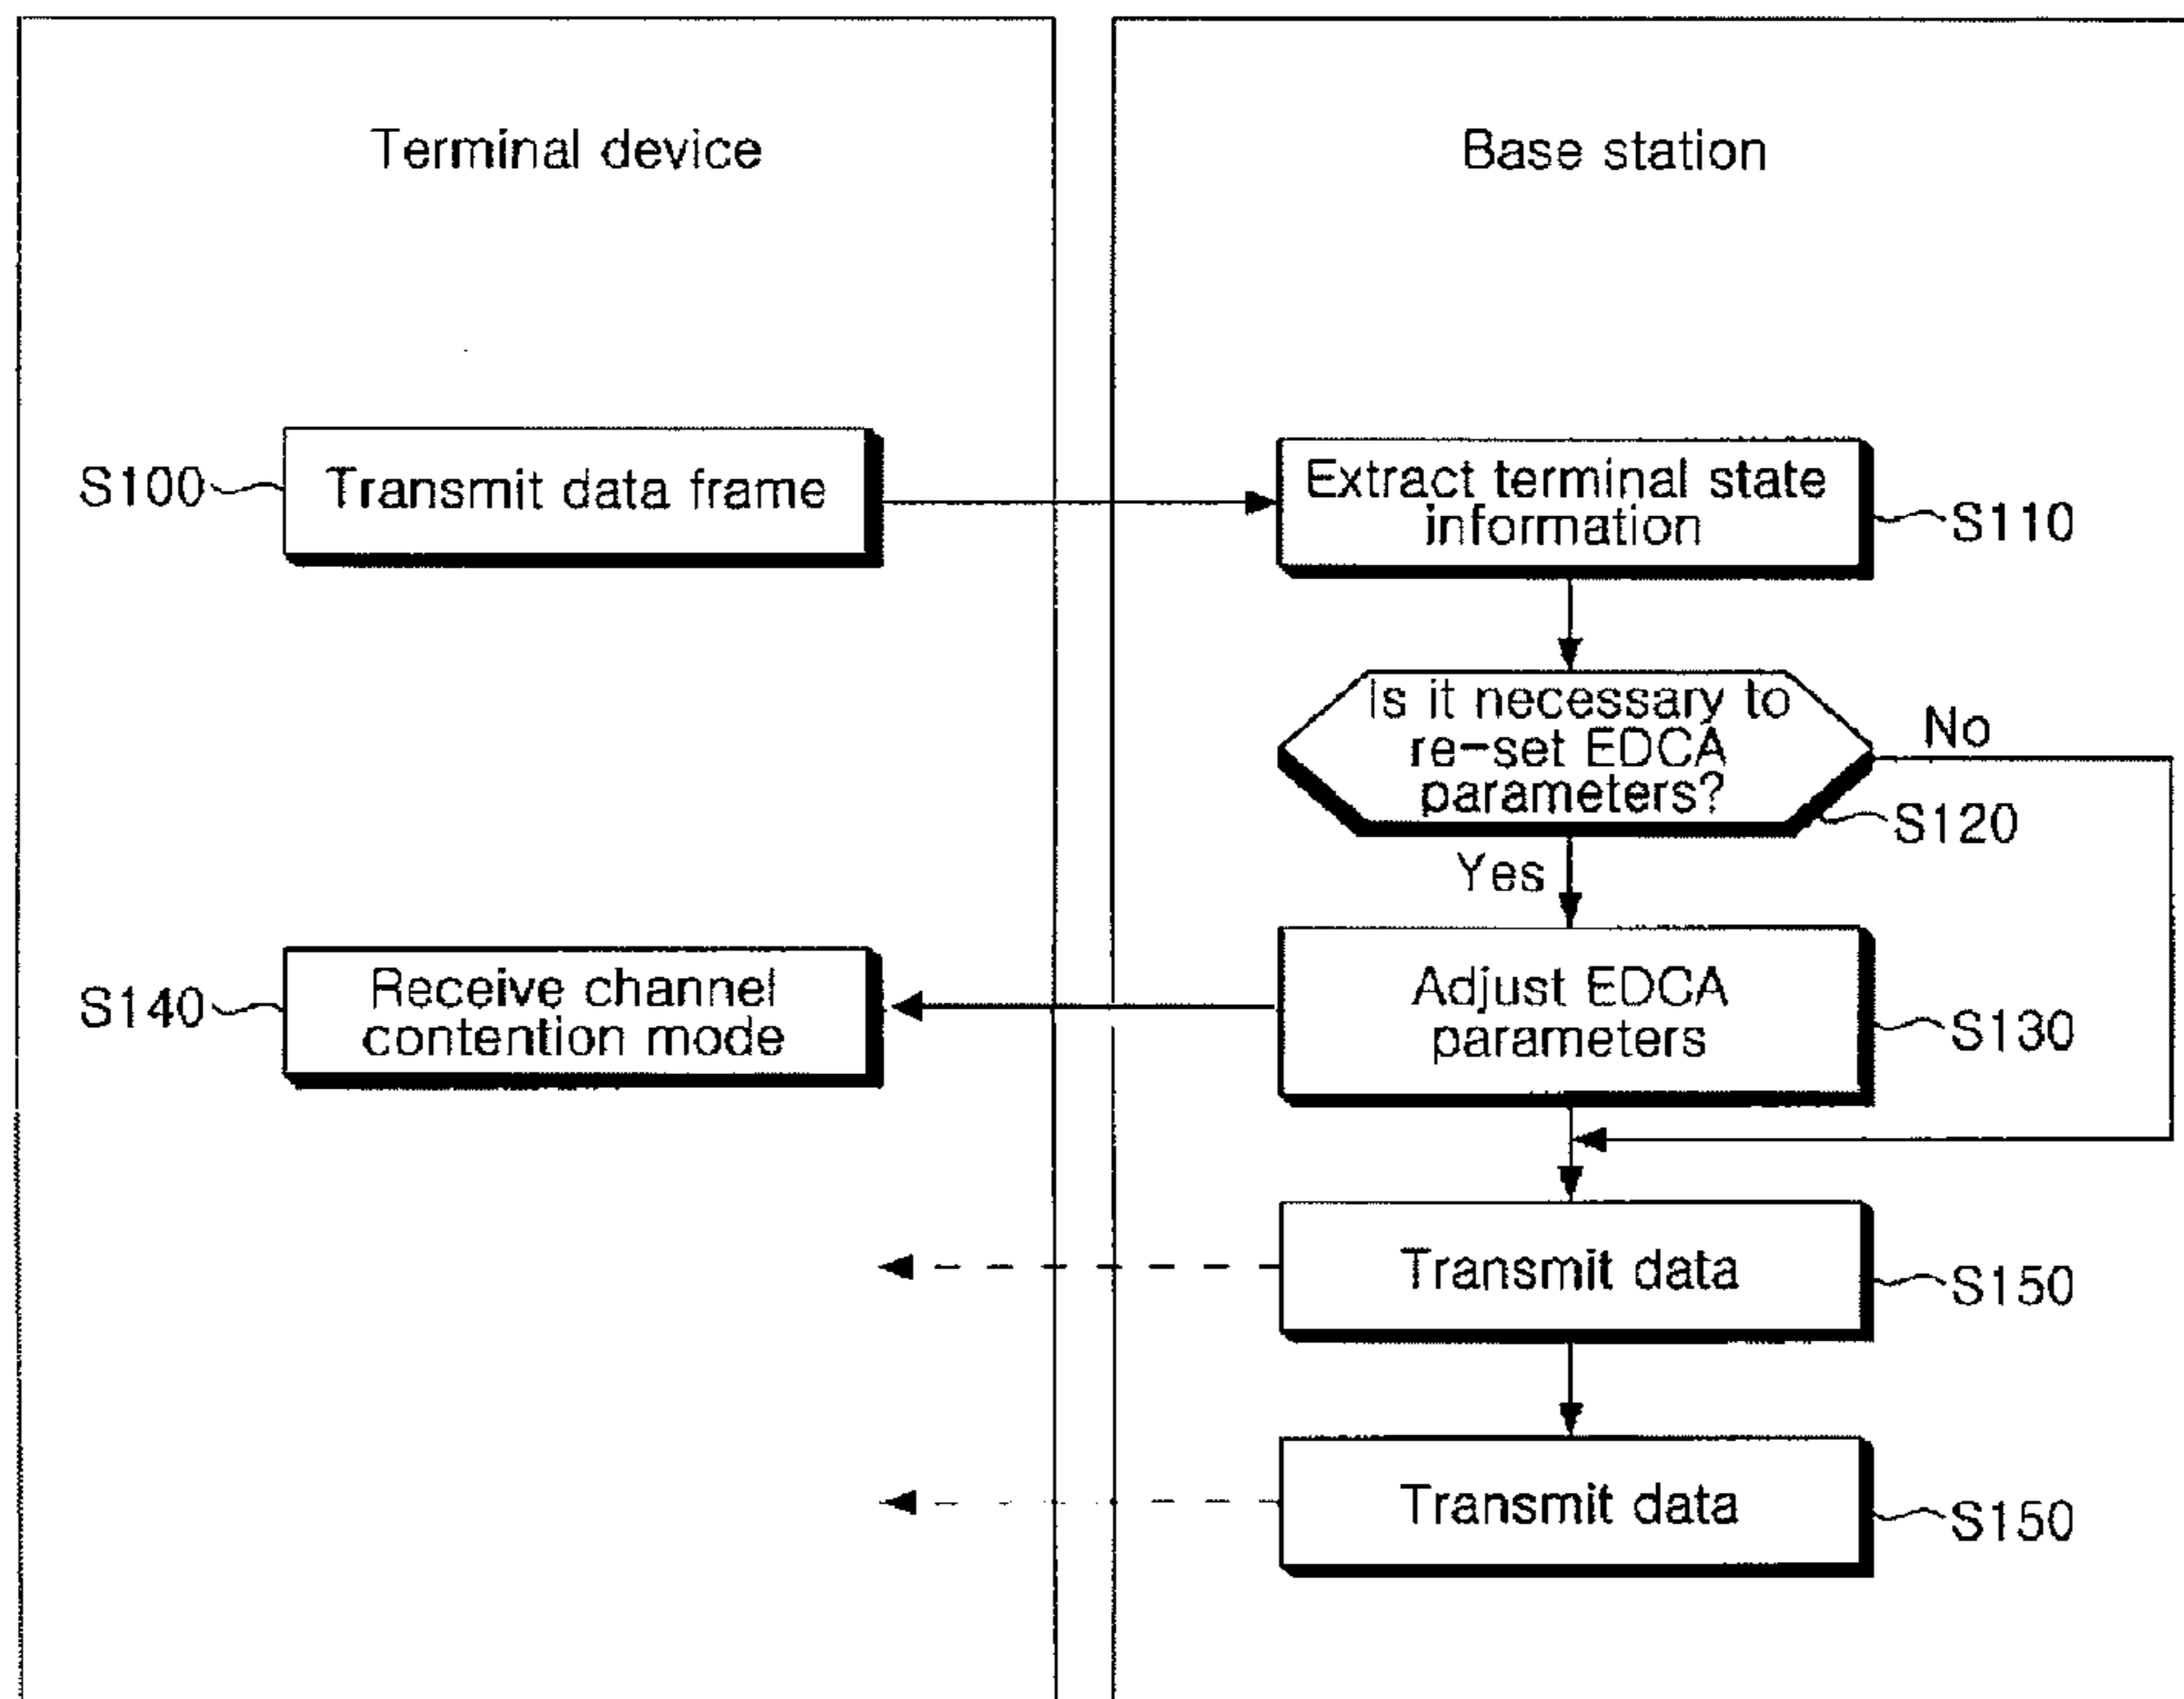 Terminal device
Base station
S100
Transmit data frame
Extract terminal state
information
S110
Is it necessary to
re-set EDCA
parameters?
No
S120
Yes
S140
Receive channel
contention mode
Adjust EDCA
parameters
S130
Transmit data
S150
Transmit data
S150